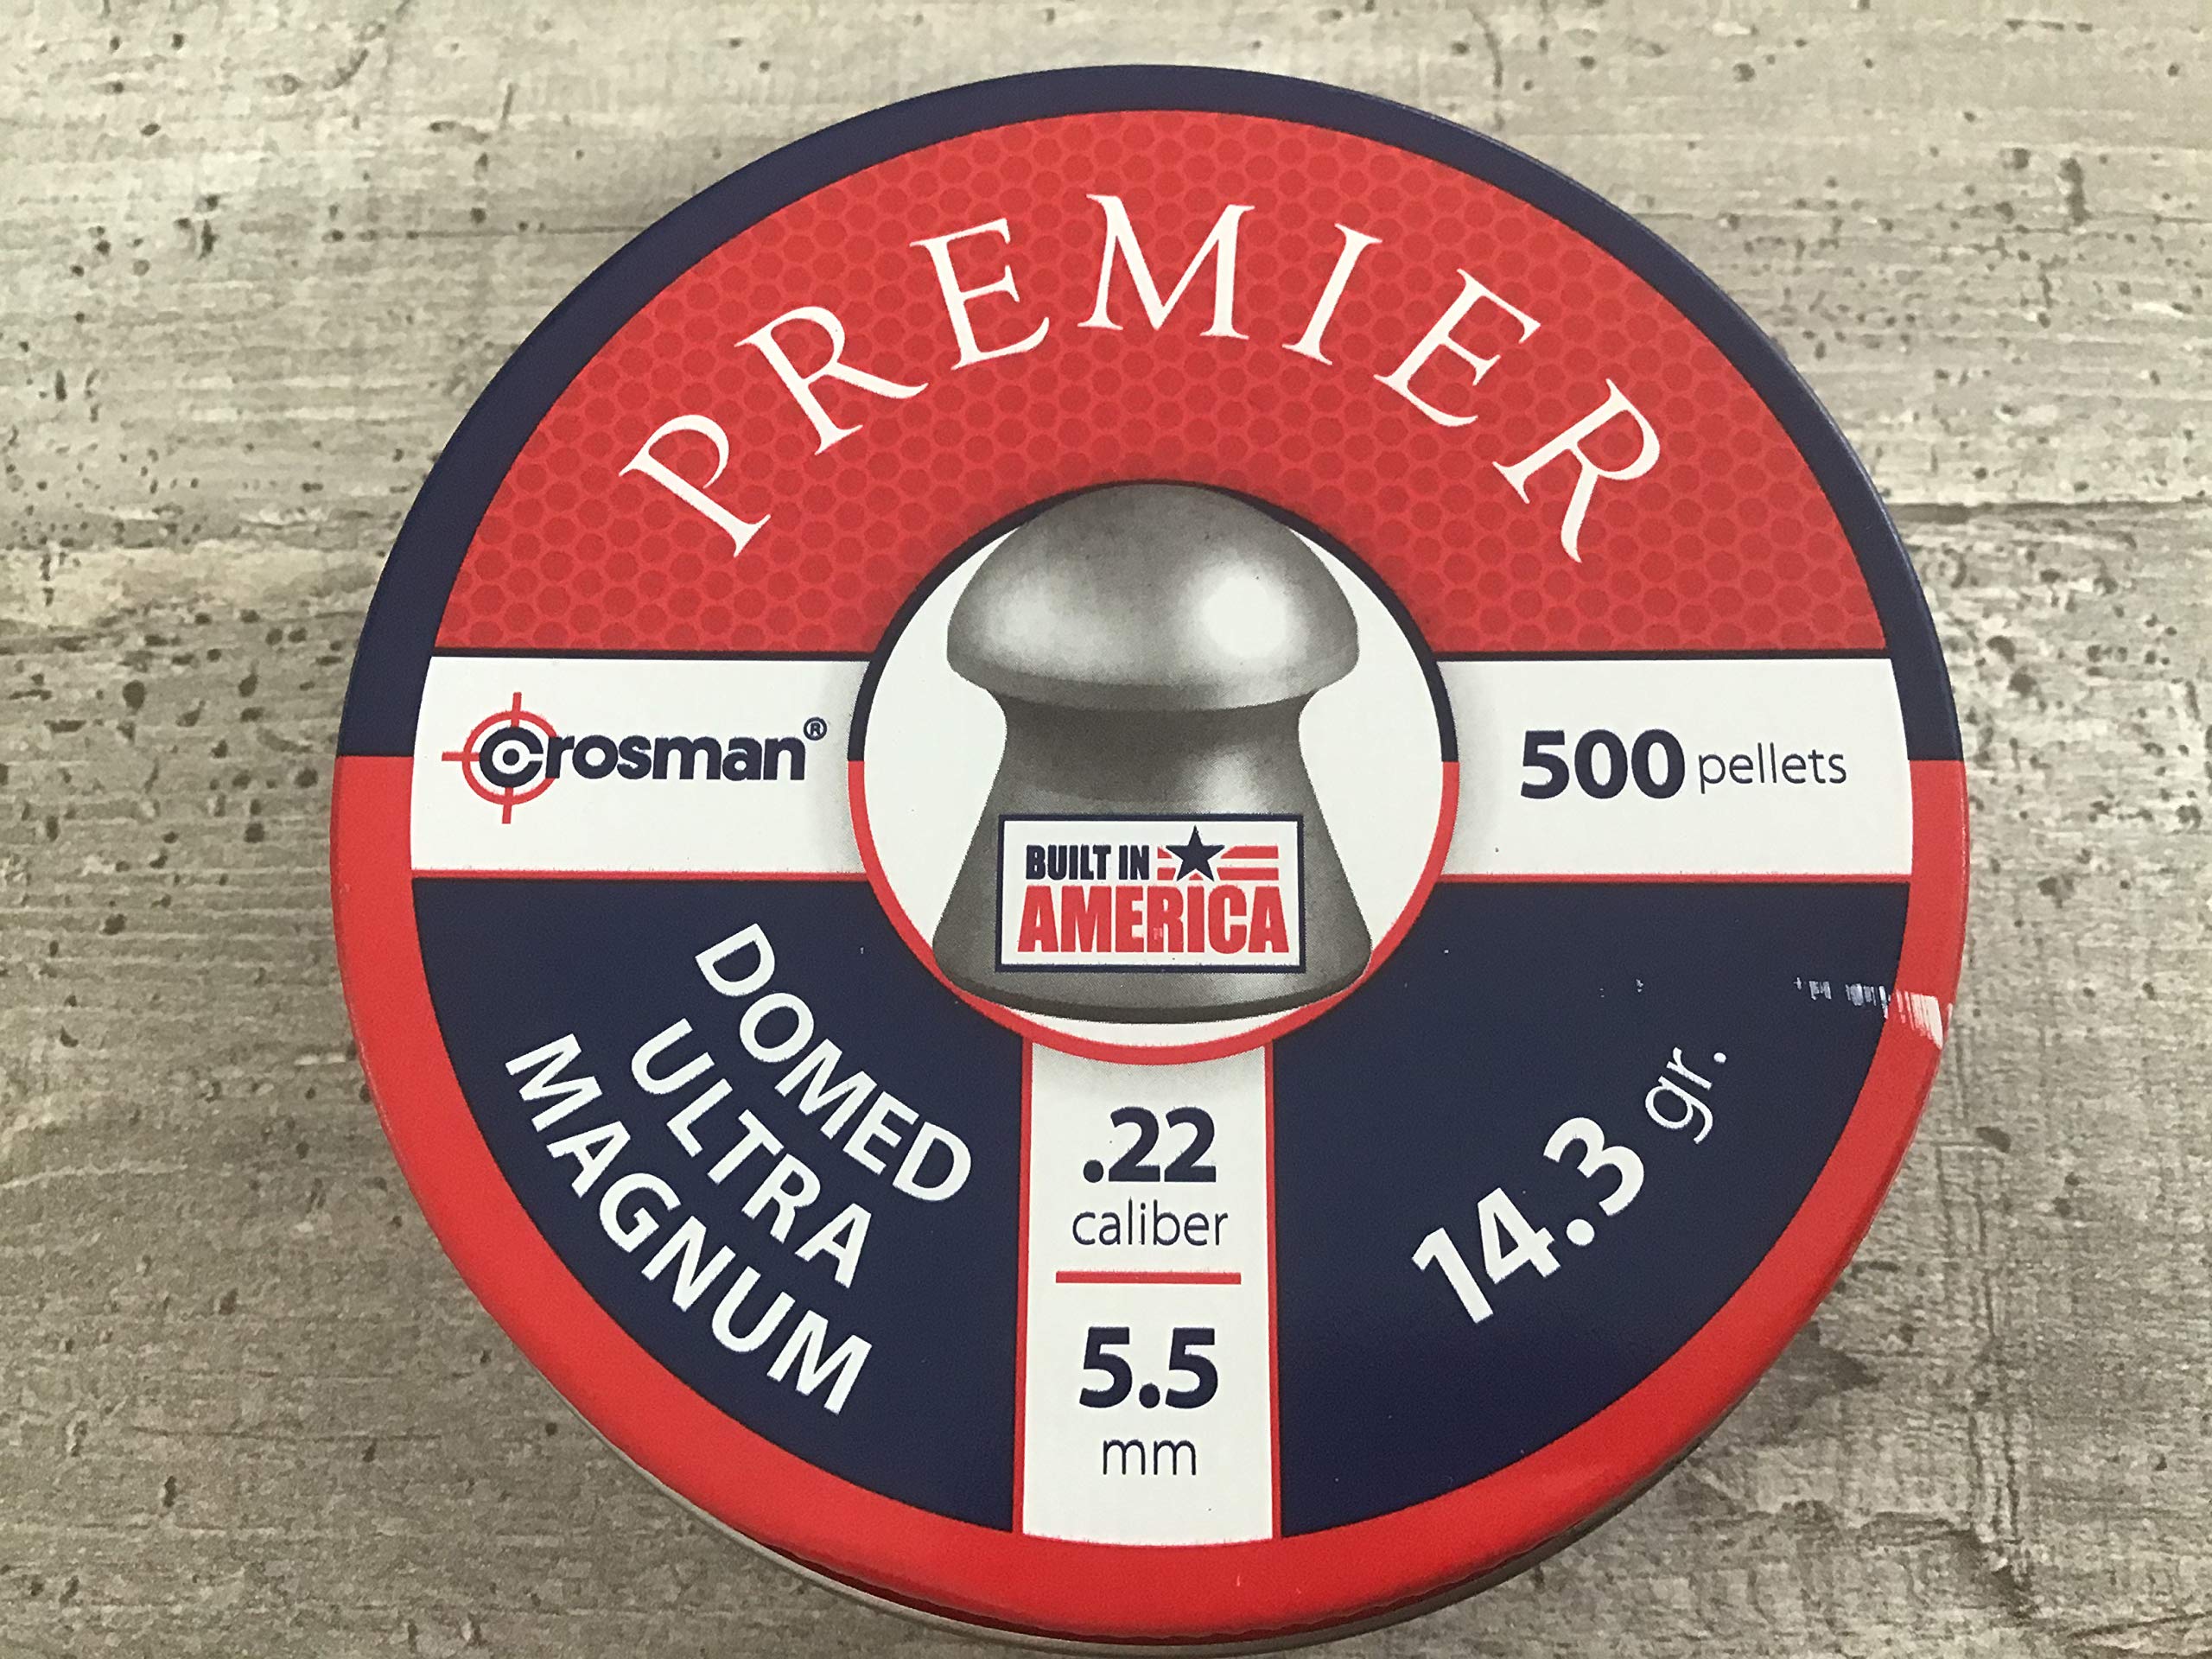 PREMIER
Crosman®
500 pellets
BUILT IN
AMERICA
DOMED
ULTRA
MAGNUM
.22
caliber
5.5
mm
14.3 gr.